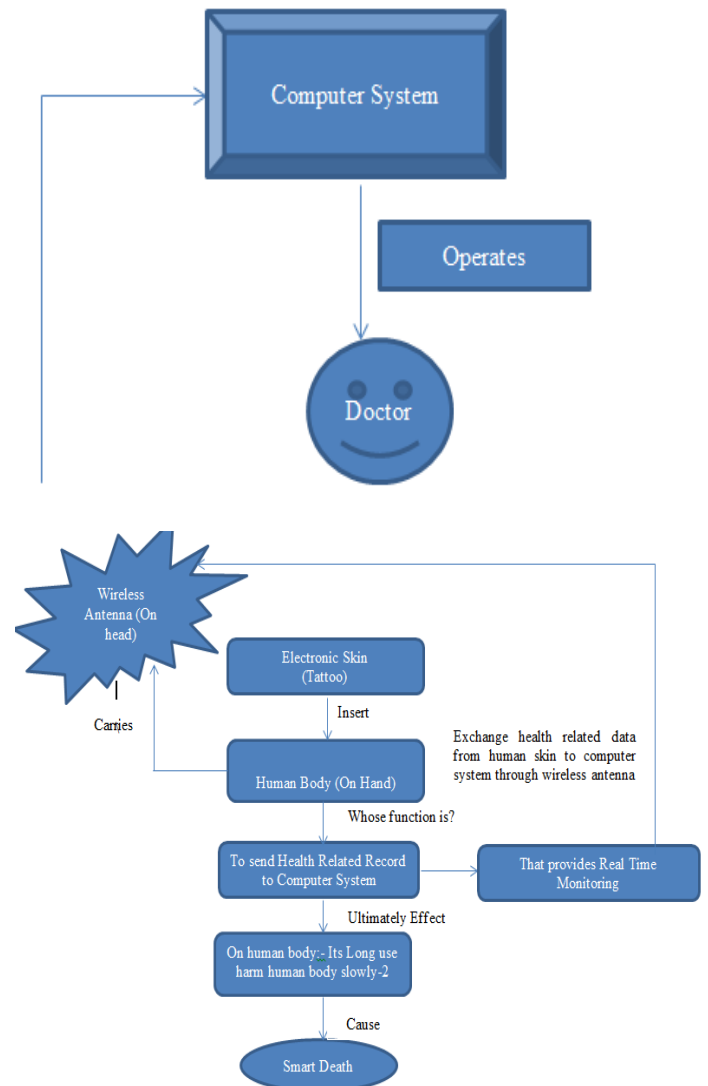 Computer System
Operates
Doctor
Wireless
Antenna (On
head)
Carries
Electronic Skin
(Tattoo)
Insert
Exchange health related data
from human skin to computer
system through wireless antenna
Human Body (On Hand)
Whose function is?
To send Health Related Record
to Computer System
That provides Real Time
Monitoring
Ultimately Effect
On human body:- Its Long use
harm human body slowly-2
Cause
Smart Death